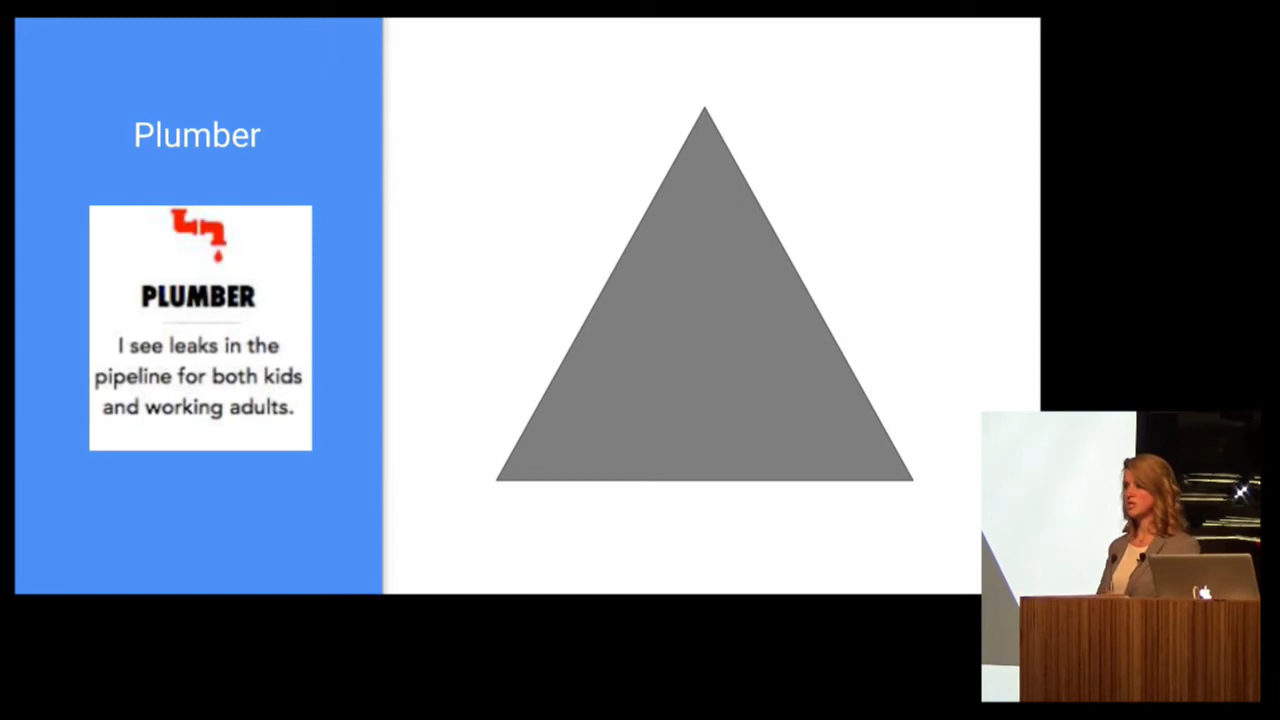 Plumber
PLUMBER
I see leaks in the
pipeline for both kids
and working adults.